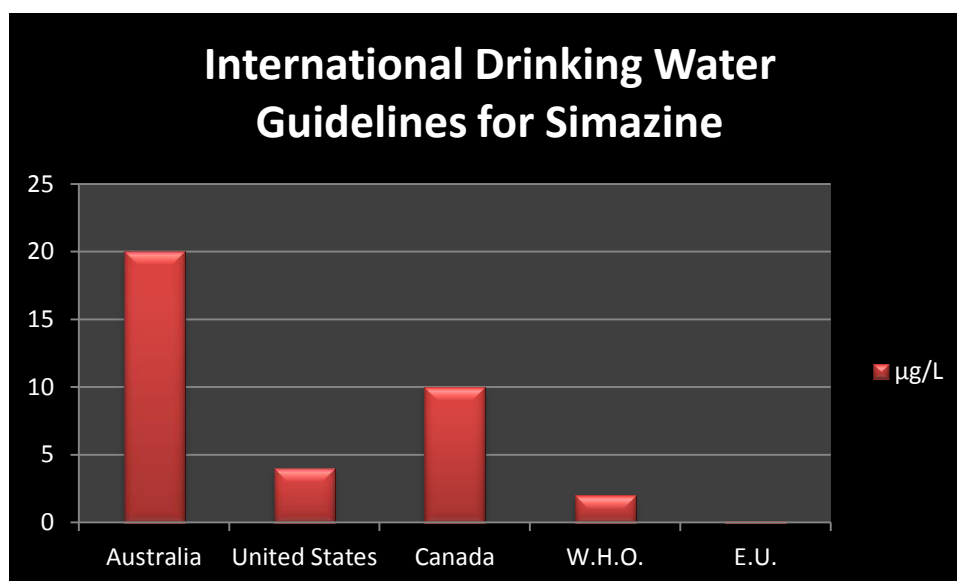 International Drinking Water
Guidelines for Simazine
25
20
15
10
5
0
Australia United States Canada W.H.O. E.U.
µg/L